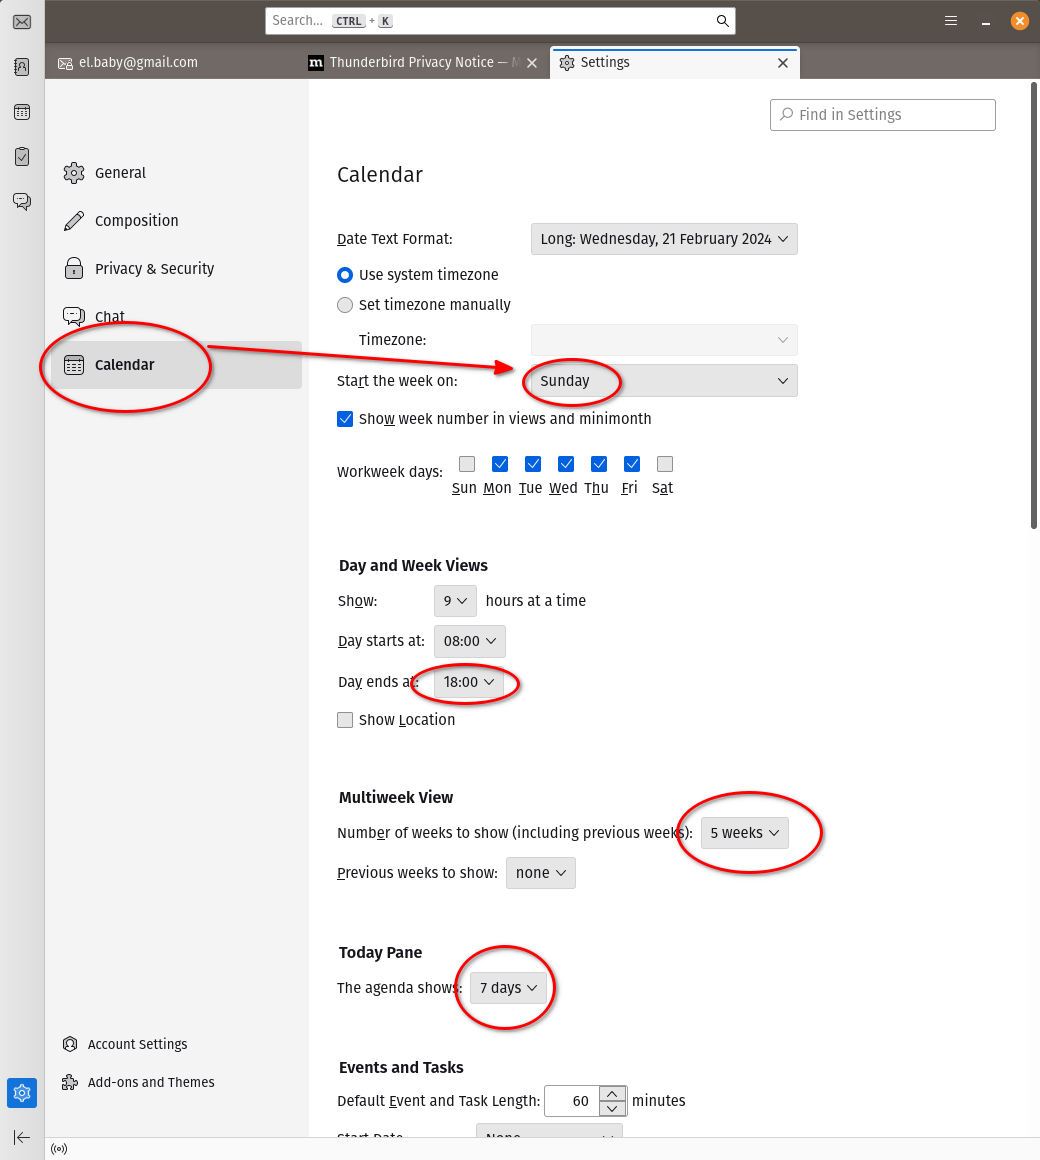 Search... CTRL + K
el.baby@gmail.com
m Thunderbird Privacy Notice —
Settings
Find in Settings
General
Composition
Privacy & Security
Chat
Calendar
Account Settings
Add-ons and Themes
Calendar
Date Text Format: Long: Wednesday, 21 February 2024
Use system timezone
Set timezone manually
Timezone:
Start the week on: Sunday
Show week number in views and minimonth
Workweek days:
Sun Mon Tue Wed Thu Fri Sat
Day and Week Views
Show: 9 hours at a time
Day starts at: 08:00
Day ends at: 18:00
Show Location
Multiweek View
Number of weeks to show (including previous weeks): 5 weeks
Previous weeks to show: none
Today Pane
The agenda shows: 7 days
Events and Tasks
Default Event and Task Length: 60 minutes
Start Date None